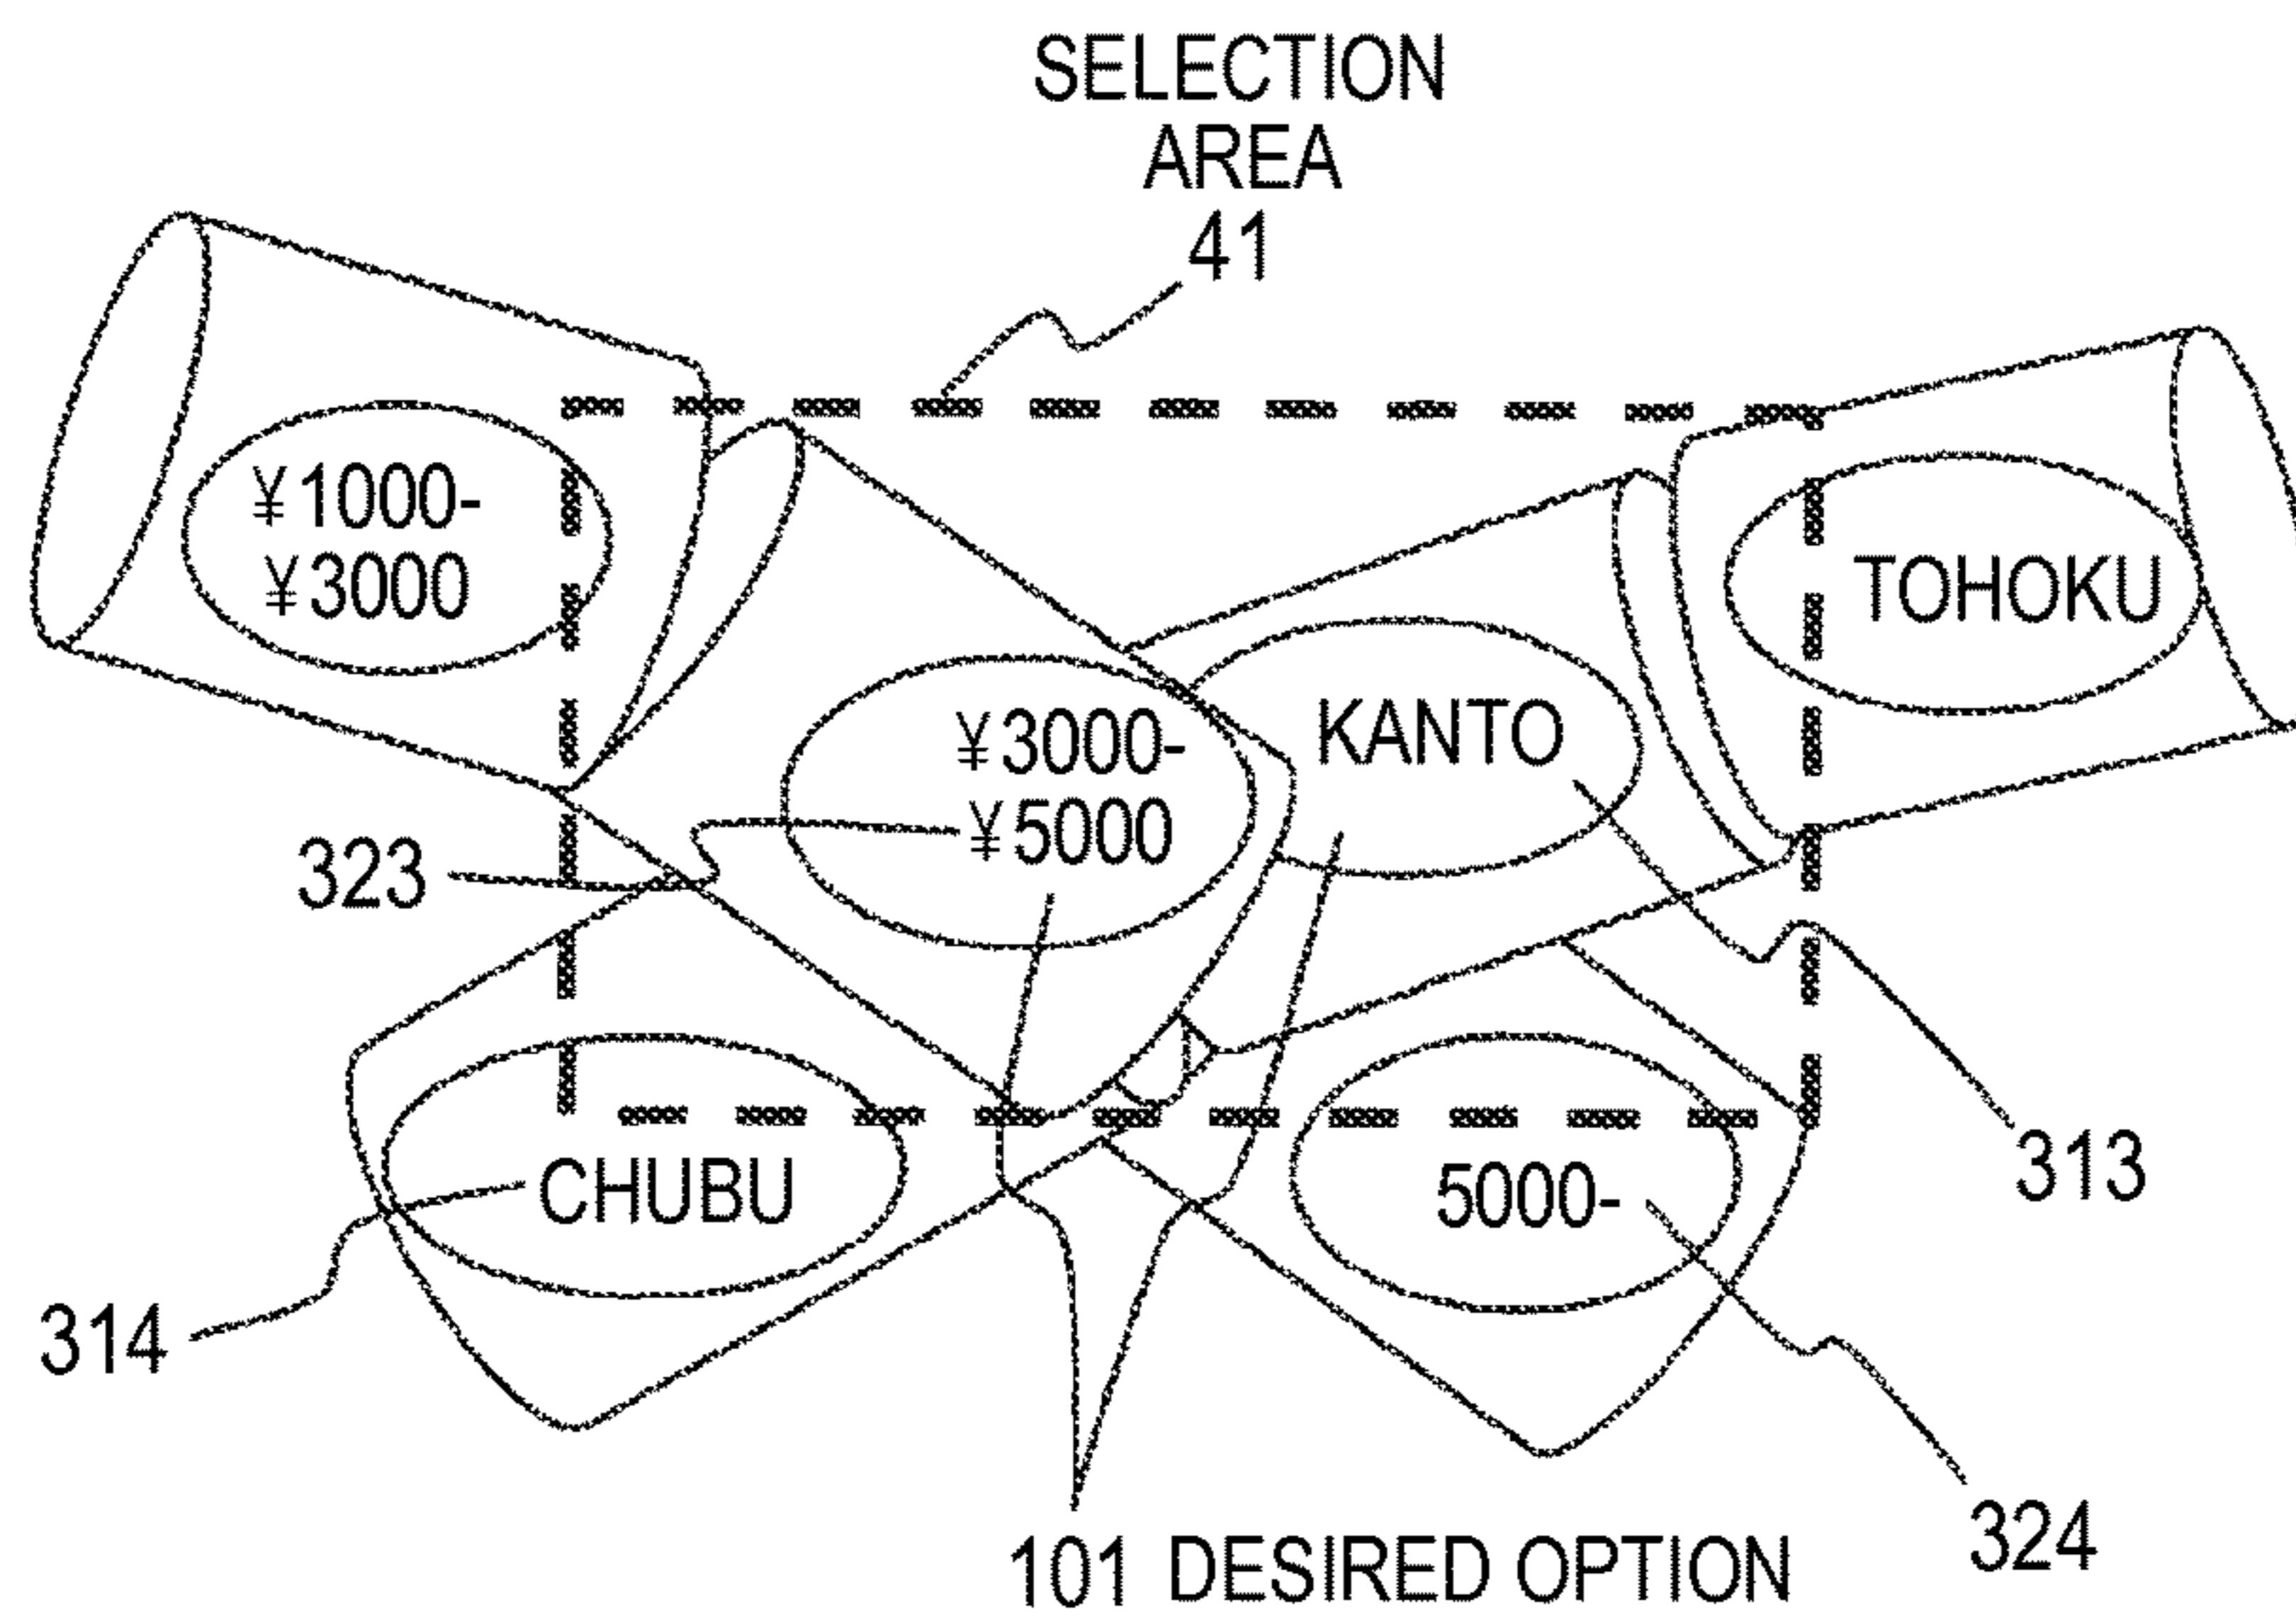 SELECTION
AREA
41
¥1000-
¥3000
TOHOKU
KANTO
¥3000-
¥5000
323
CHUBU
5000-
313
314
324
101 DESIRED OPTION